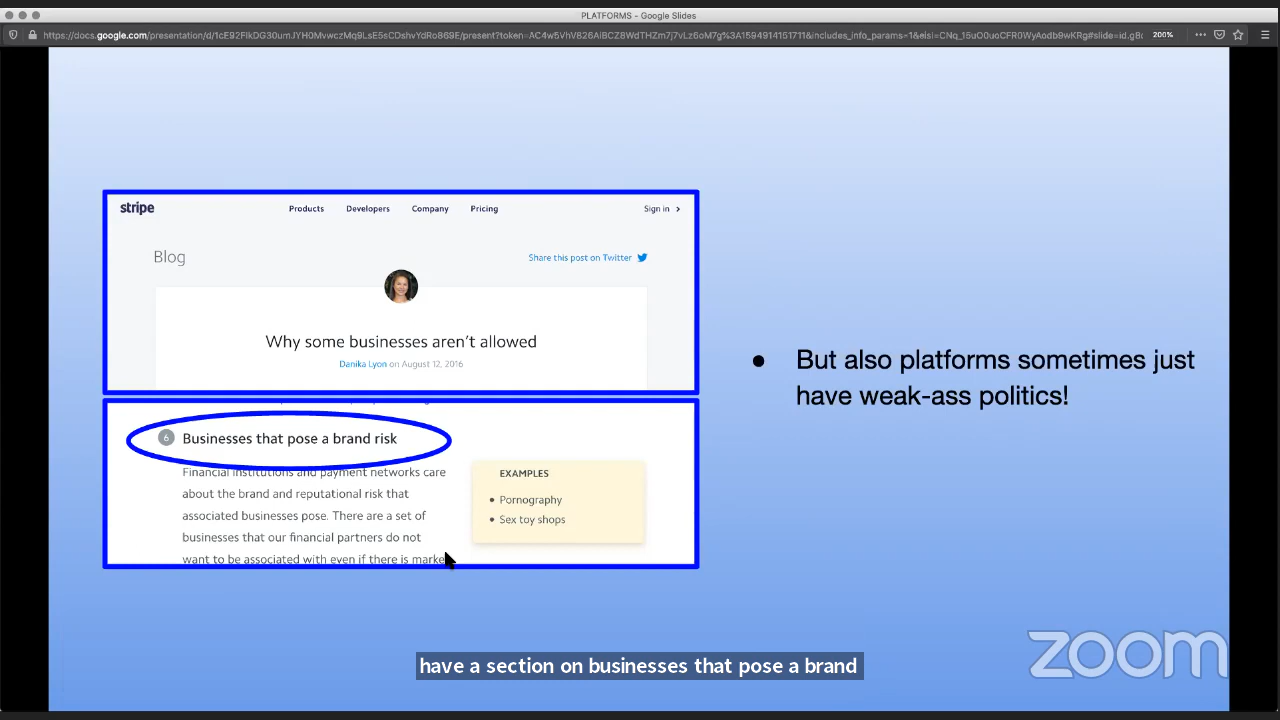 PLATFORMS - Google Slides
200%
stripe
Products Developers Company Pricing Sign in
Blog
Share this post on Twitter
Why some businesses aren't allowed
Danika Lyon on August 12, 2016
6 Businesses that pose a brand risk
Financial institutions and payment networks care
about the brand and reputational risk that
associated businesses pose. There are a set of
businesses that our financial partners do not
want to be associated with even if there is
EXAMPLES
• Pornography
• Sex toy shops
● But also platforms sometimes just
have weak-ass politics!
have a section on businesses that pose a brand
zoom